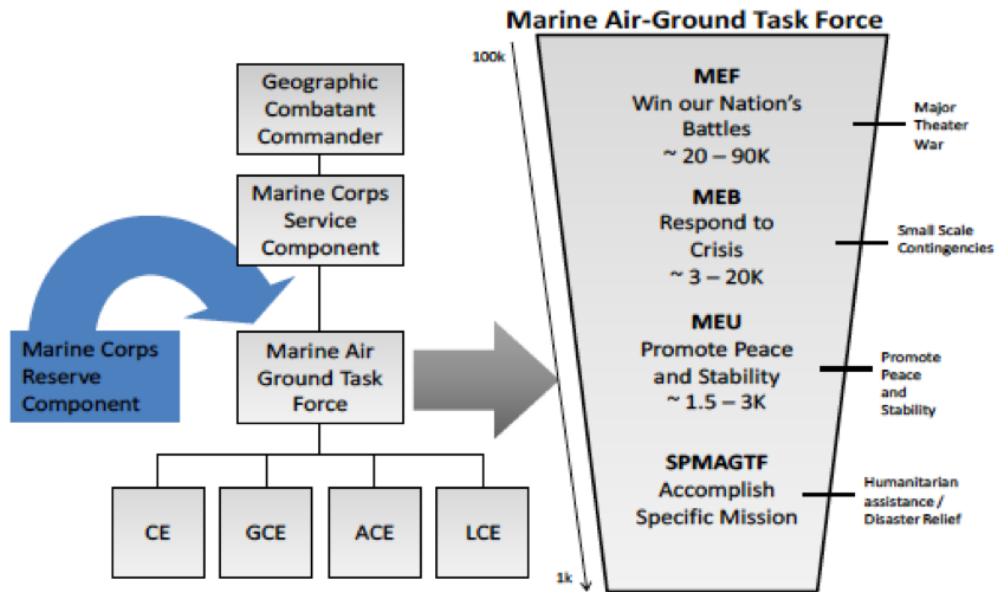 Marine Air-Ground Task Force
Geographic
Combatant
Commander
Marine Corps
Service
Component
Marine Corps
Reserve
Component
Marine Air
Ground Task
Force
CE
GCE
ACE
LCE
100k
MEF
Win our Nation's
Battles
~ 20 – 90K
Major
Theater
War
MEB
Respond to
Crisis
~ 3 – 20K
Small Scale
Contingencies
MEU
Promote Peace
and Stability
~ 1.5 – 3K
Promote
Peace
and
Stability
SPMAGTF
Accomplish
Specific Mission
Humanitarian
assistance /
Disaster Relief
1k